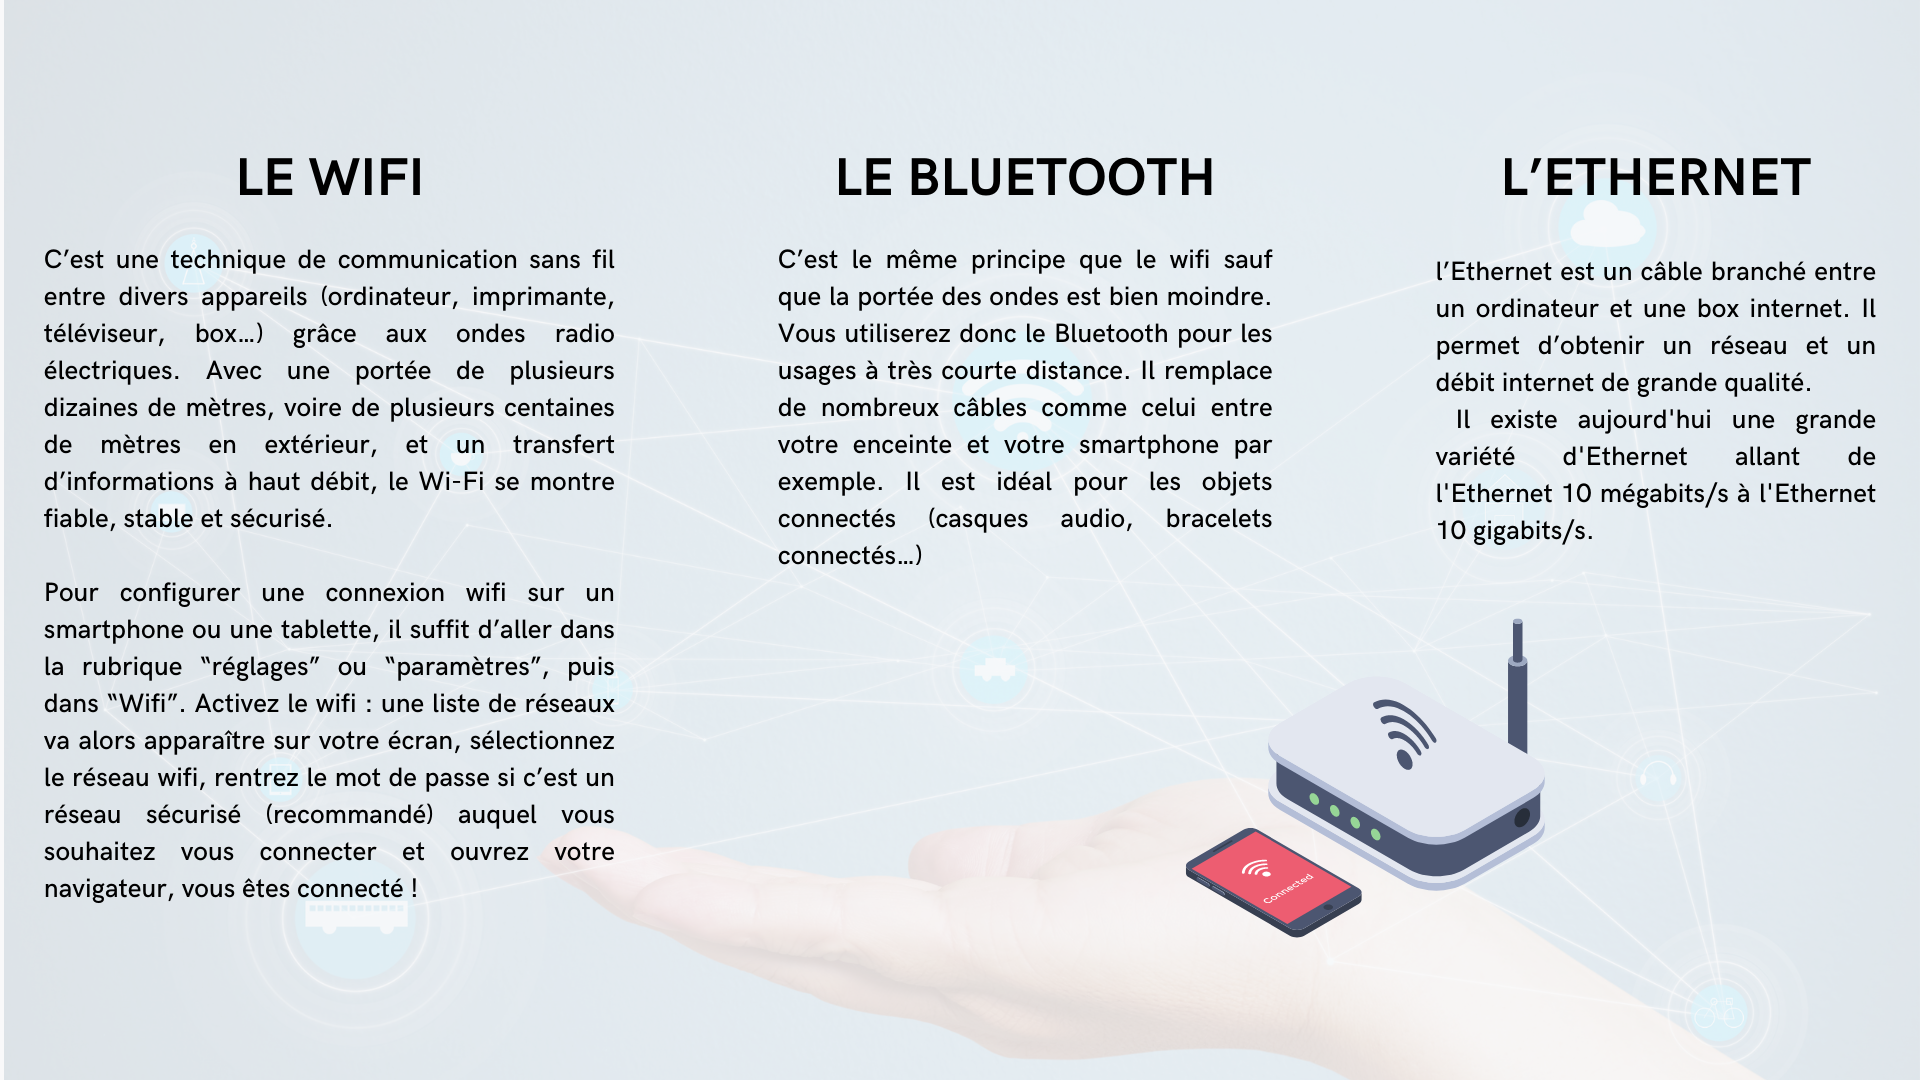 LE WIFI
C’est une technique de communication sans fil
entre divers appareils (ordinateur, imprimante,
téléviseur, box...) grâce aux ondes radio
électriques. Avec une portée de plusieurs
dizaines de mètres, voire de plusieurs centaines
de mètres en extérieur, et un transfert
d’informations à haut débit, le Wi-Fi se montre
fiable, stable et sécurisé.
Pour configurer une connexion wifi sur un
smartphone ou une tablette, il suffit d’aller dans
la rubrique “réglages” ou “paramètres”, puis
dans “Wifi”. Activez le wifi : une liste de réseaux
va alors apparaître sur votre écran, sélectionnez
le réseau wifi, rentrez le mot de passe si c’est un
réseau sécurisé (recommandé) auquel vous
souhaitez vous connecter et ouvrez votre
navigateur, vous êtes connecté !
LE BLUETOOTH
C’est le même principe que le wifi sauf
que la portée des ondes est bien moindre.
Vous utiliserez donc le Bluetooth pour les
usages à très courte distance. Il remplace
de nombreux câbles comme celui entre
votre enceinte et votre smartphone par
exemple. Il est idéal pour les objets
connectés (casques audio, bracelets
connectés...)
L’ETHERNET
l’Ethernet est un câble branché entre
un ordinateur et une box internet. Il
permet d’obtenir un réseau et un
débit internet de grande qualité.
Il existe aujourd'hui une grande
variété d'Ethernet allant de
l'Ethernet 10 mégabits/s à l'Ethernet
10 gigabits/s.
Connected